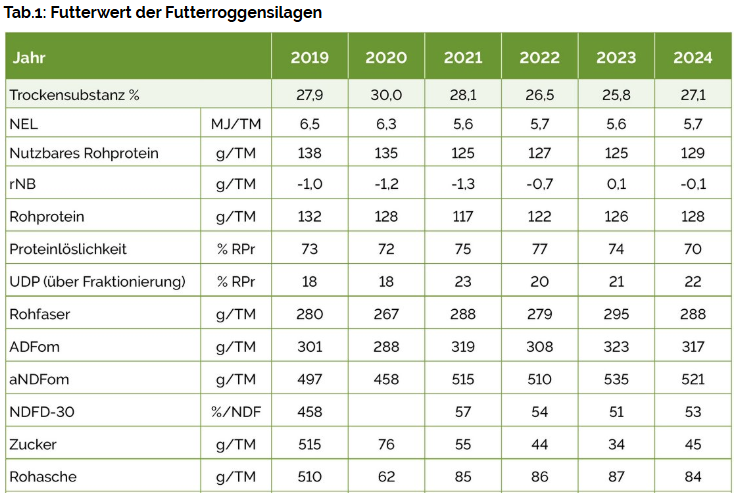 Tab.1: Futterwert der Futterroggensilagen
Jahr 2019 2020 2021 2022 2023 2024
Trockensubstanz % 27,9 30,0 28,1 26,5 25,8 27,1
NEL MJ/TM 6,5 6,3 5,6 5,7 5,6 5,7
Nutzbares Rohprotein g/TM 138 135 125 127 125 129
rNB g/TM -1,0 -1,2 -1,3 -0,7 0,1 -0,1
Rohprotein g/TM 132 128 117 122 126 128
Proteinlöslichkeit % RPr 73 72 75 77 74 70
UDP (über Fraktionierung) % RPr 18 18 23 20 21 22
Rohfaser g/TM 280 267 288 279 295 288
ADFom g/TM 301 288 319 308 323 317
aNDFom g/TM 497 458 515 510 535 521
NDFD-30 %/NDF 458 57 54 51 53
Zucker g/TM 515 76 55 44 34 45
Rohasche g/TM 510 62 85 86 87 84